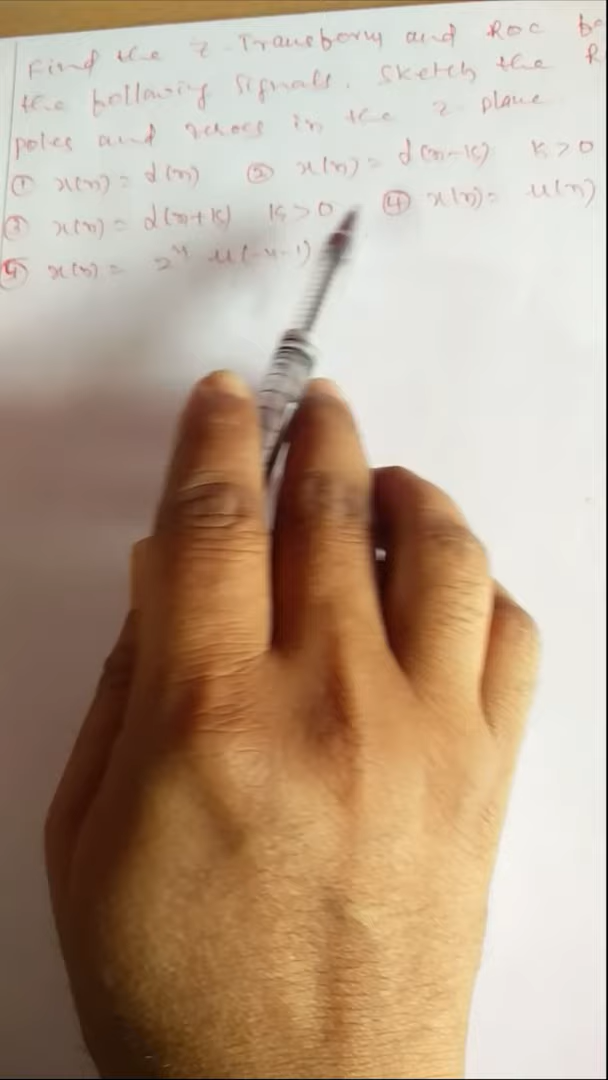 Find the Z-Transform and ROC fo
the following signals. Sketch the R
poles and zeros in the z plane
① x(n) = d(n) ② x(n) = d(n-k) k>0
③ x(n) = d(n+k) k>0 ④ x(n) = u(n)
⑤ x(n) = 2ⁿ u(-n-1)